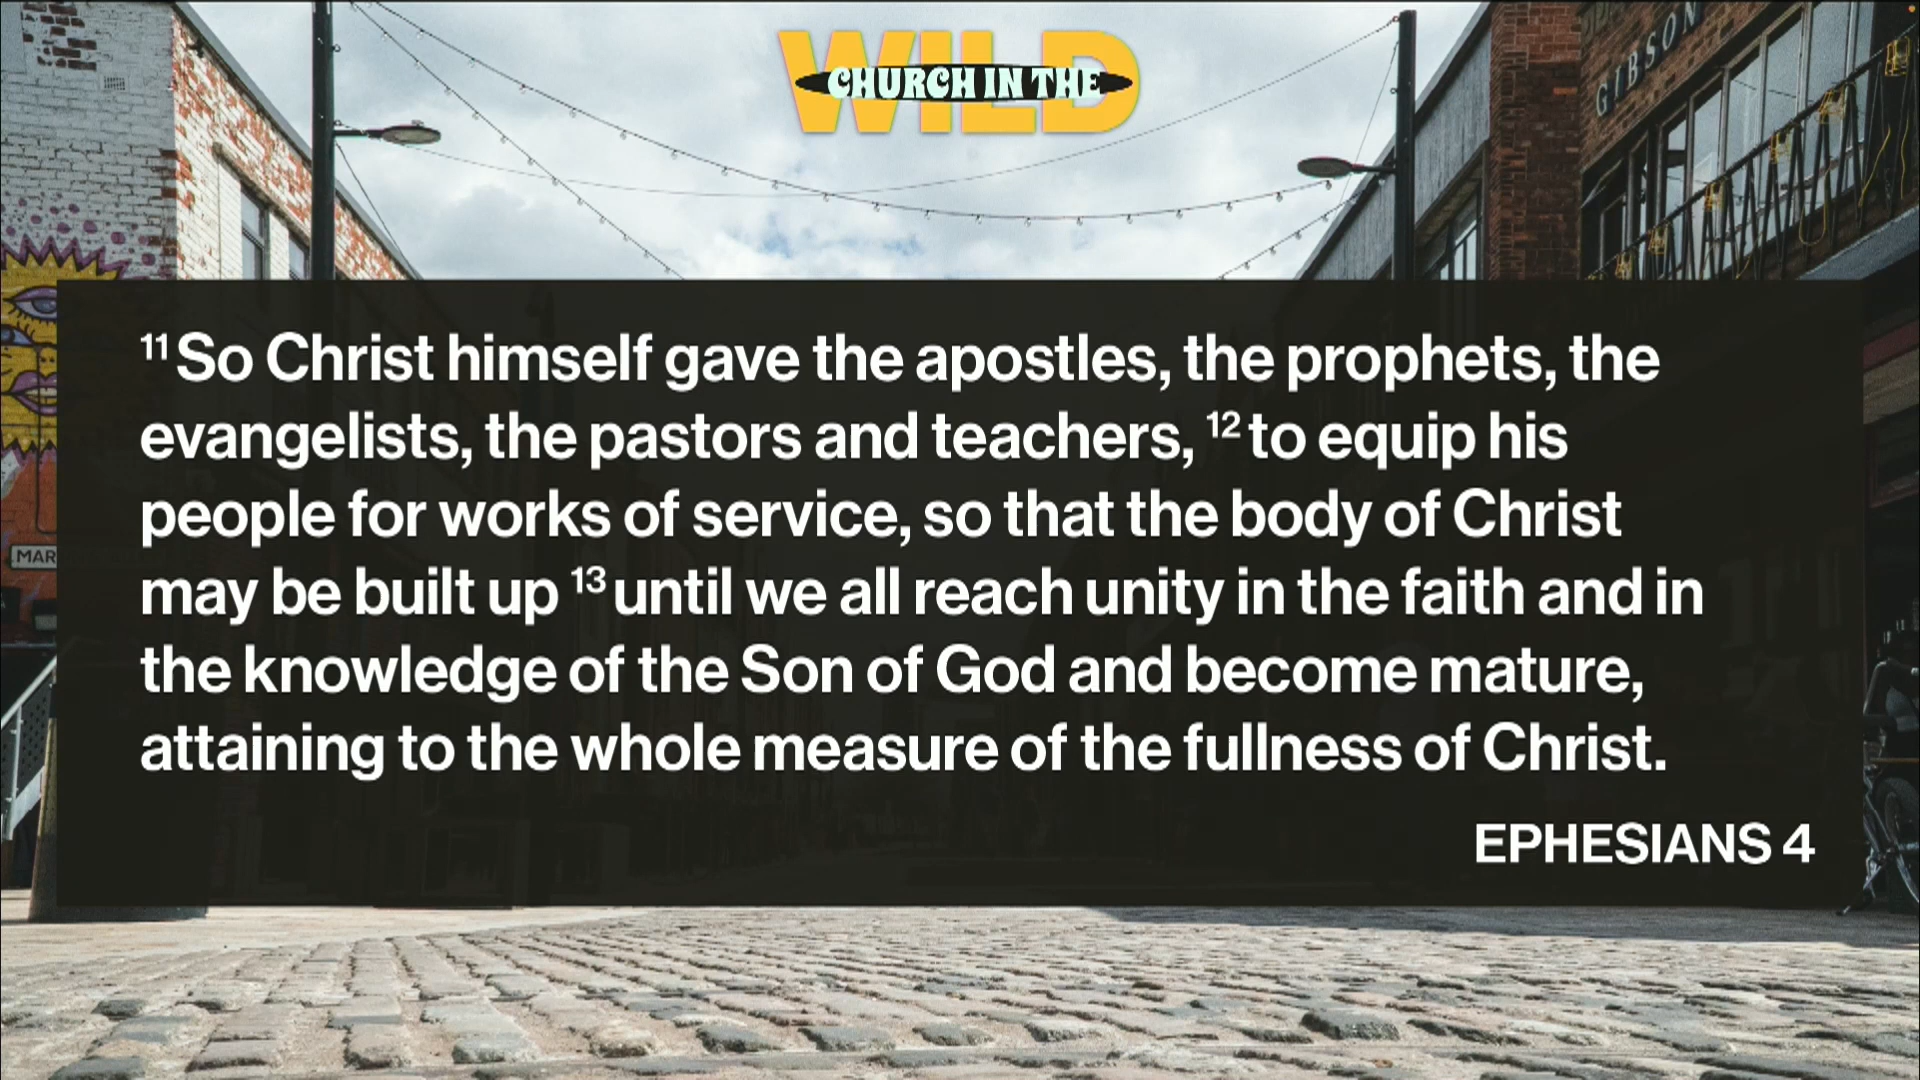 WILD
CHURCH IN THE
GIBSON
MAR
11 So Christ himself gave the apostles, the prophets, the
evangelists, the pastors and teachers, 12 to equip his
people for works of service, so that the body of Christ
may be built up 13 until we all reach unity in the faith and in
the knowledge of the Son of God and become mature,
attaining to the whole measure of the fullness of Christ.
EPHESIANS 4